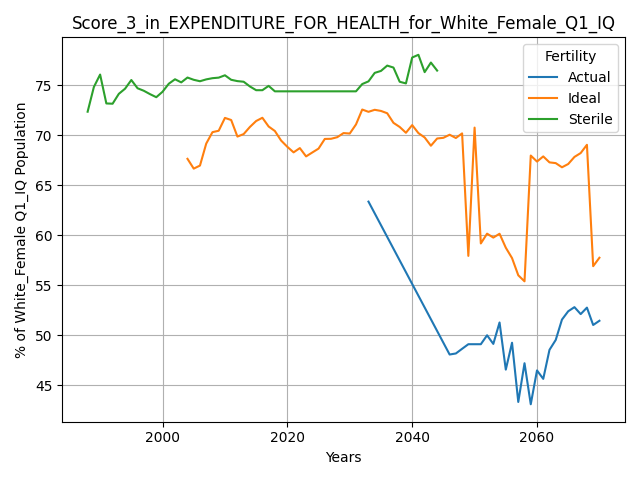 Score_3_in_EXPENDITURE_FOR_HEALTH_for_White_Female_Q1_IQ
Fertility
Actual
Ideal
Sterile
% of White_Female Q1_IQ Population
75
70
65
60
55
50
45
2000
2020
2040
2060
Years